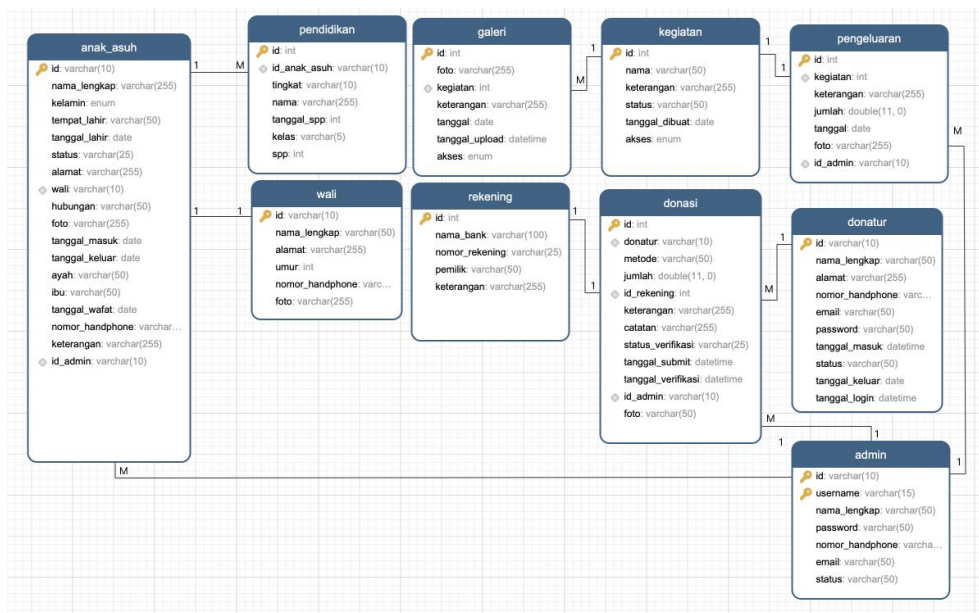 anak_asuh
id: varchar(10)
nama_lengkap: varchar(255)
kelamin: enum
tempat_lahir: varchar(50)
tanggal_lahir: date
status: varchar(25)
alamat: varchar(255)
wali: varchar(10)
hubungan: varchar(50)
foto: varchar(255)
tanggal_masuk: date
tanggal_keluar: date
ayah: varchar(50)
ibu: varchar(50)
tanggal_wafat: date
nomor_handphone: varchar...
keterangan: varchar(255)
id_admin: varchar(10)
1
M
pendidikan
id: int
id_anak_asuh: varchar(10)
tingkat: varchar(10)
nama: varchar(255)
tanggal_spp: int
kelas: varchar(5)
spp: int
galeri
id: int
foto: varchar(255)
kegiatan: int
keterangan: varchar(255)
tanggal: date
tanggal_upload: datetime
akses: enum
1
M
kegiatan
id: int
nama: varchar(50)
keterangan: varchar(255)
status: varchar(50)
tanggal_dibuat: date
akses: enum
1
1
pengeluaran
id: int
kegiatan: int
keterangan: varchar(255)
jumlah: double(11, 0)
tanggal: date
foto: varchar(255)
id_admin: varchar(10)
M
1
1
wali
id: varchar(10)
nama_lengkap: varchar(50)
alamat: varchar(255)
umur: int
nomor_handphone: varc...
foto: varchar(255)
rekening
id: int
nama_bank: varchar(100)
nomor_rekening: varchar(25)
pemilik: varchar(50)
keterangan: varchar(255)
1
1
donasi
id: int
donatur: varchar(10)
metode: varchar(50)
jumlah: double(11, 0)
id_rekening: int
keterangan: varchar(255)
catatan: varchar(255)
status_verifikasi: varchar(25)
tanggal_submit: datetime
tanggal_verifikasi: datetime
id_admin: varchar(10)
foto: varchar(50)
1
M
donatur
id: varchar(10)
nama_lengkap: varchar(50)
alamat: varchar(255)
nomor_handphone: varc...
email: varchar(50)
password: varchar(50)
tanggal_masuk: datetime
status: varchar(50)
tanggal_keluar: date
tanggal_login: datetime
M
1
1
1
M
admin
id: varchar(10)
username: varchar(15)
nama_lengkap: varchar(50)
password: varchar(50)
nomor_handphone: varcha...
email: varchar(50)
status: varchar(50)